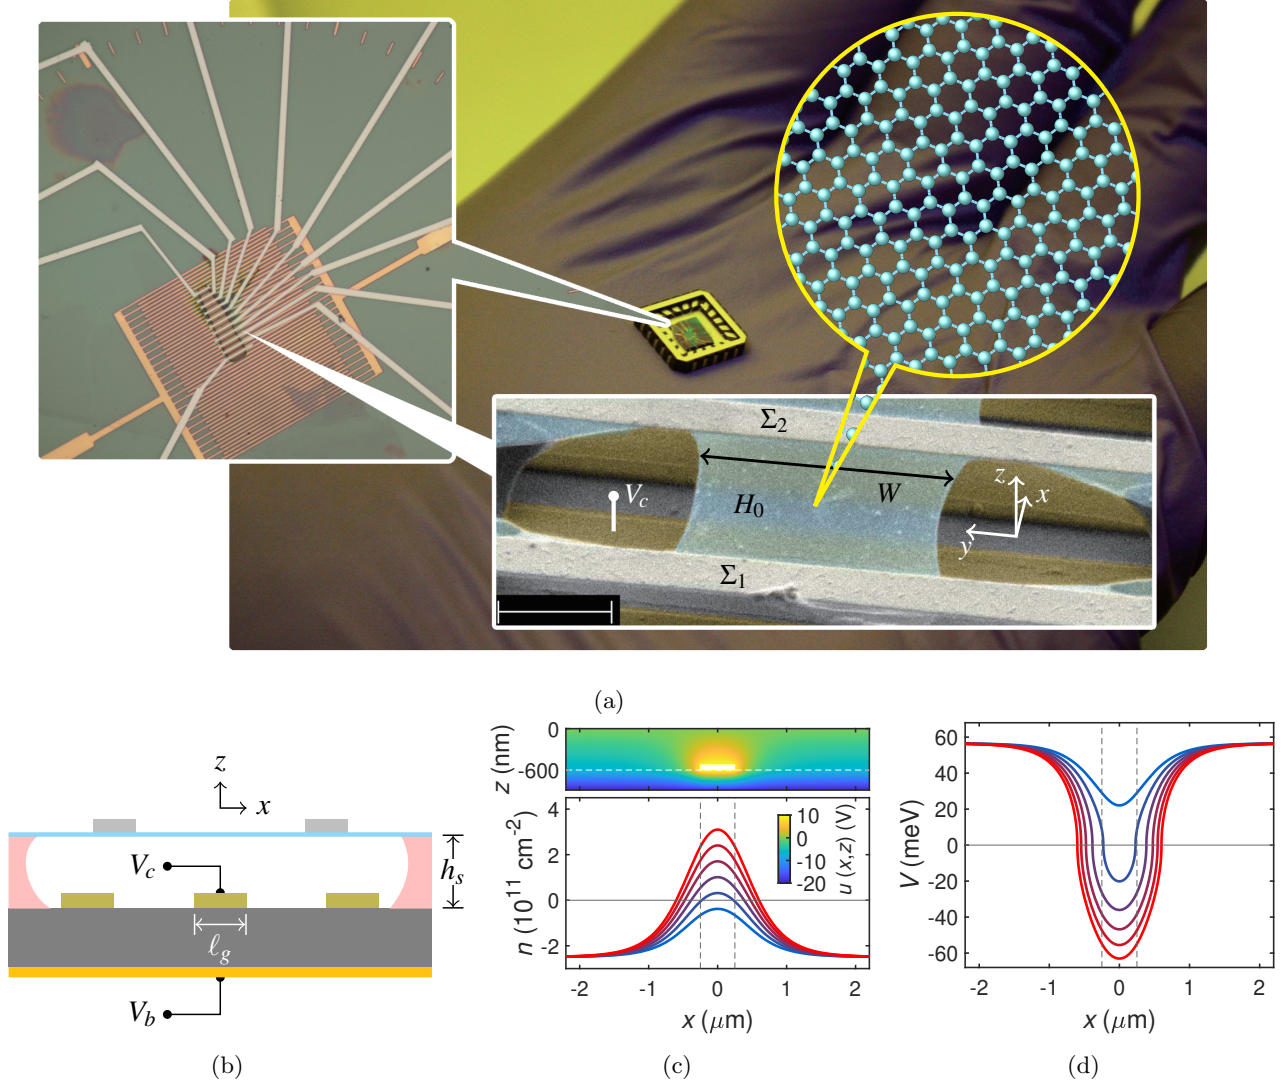 Σ2
z
x
W
Vc
H0
y
Σ1
(a)
z
x
Vc
hs
ℓg
Vb
(b)
0
-600
z (nm)
4
2
0
-2
n (10^11 cm^-2)
10
0
-10
-20
u (x,z) (V)
-2 -1 0 1 2
x (μm)
(c)
60
40
20
0
-20
-40
-60
V (meV)
-2 -1 0 1 2
x (μm)
(d)